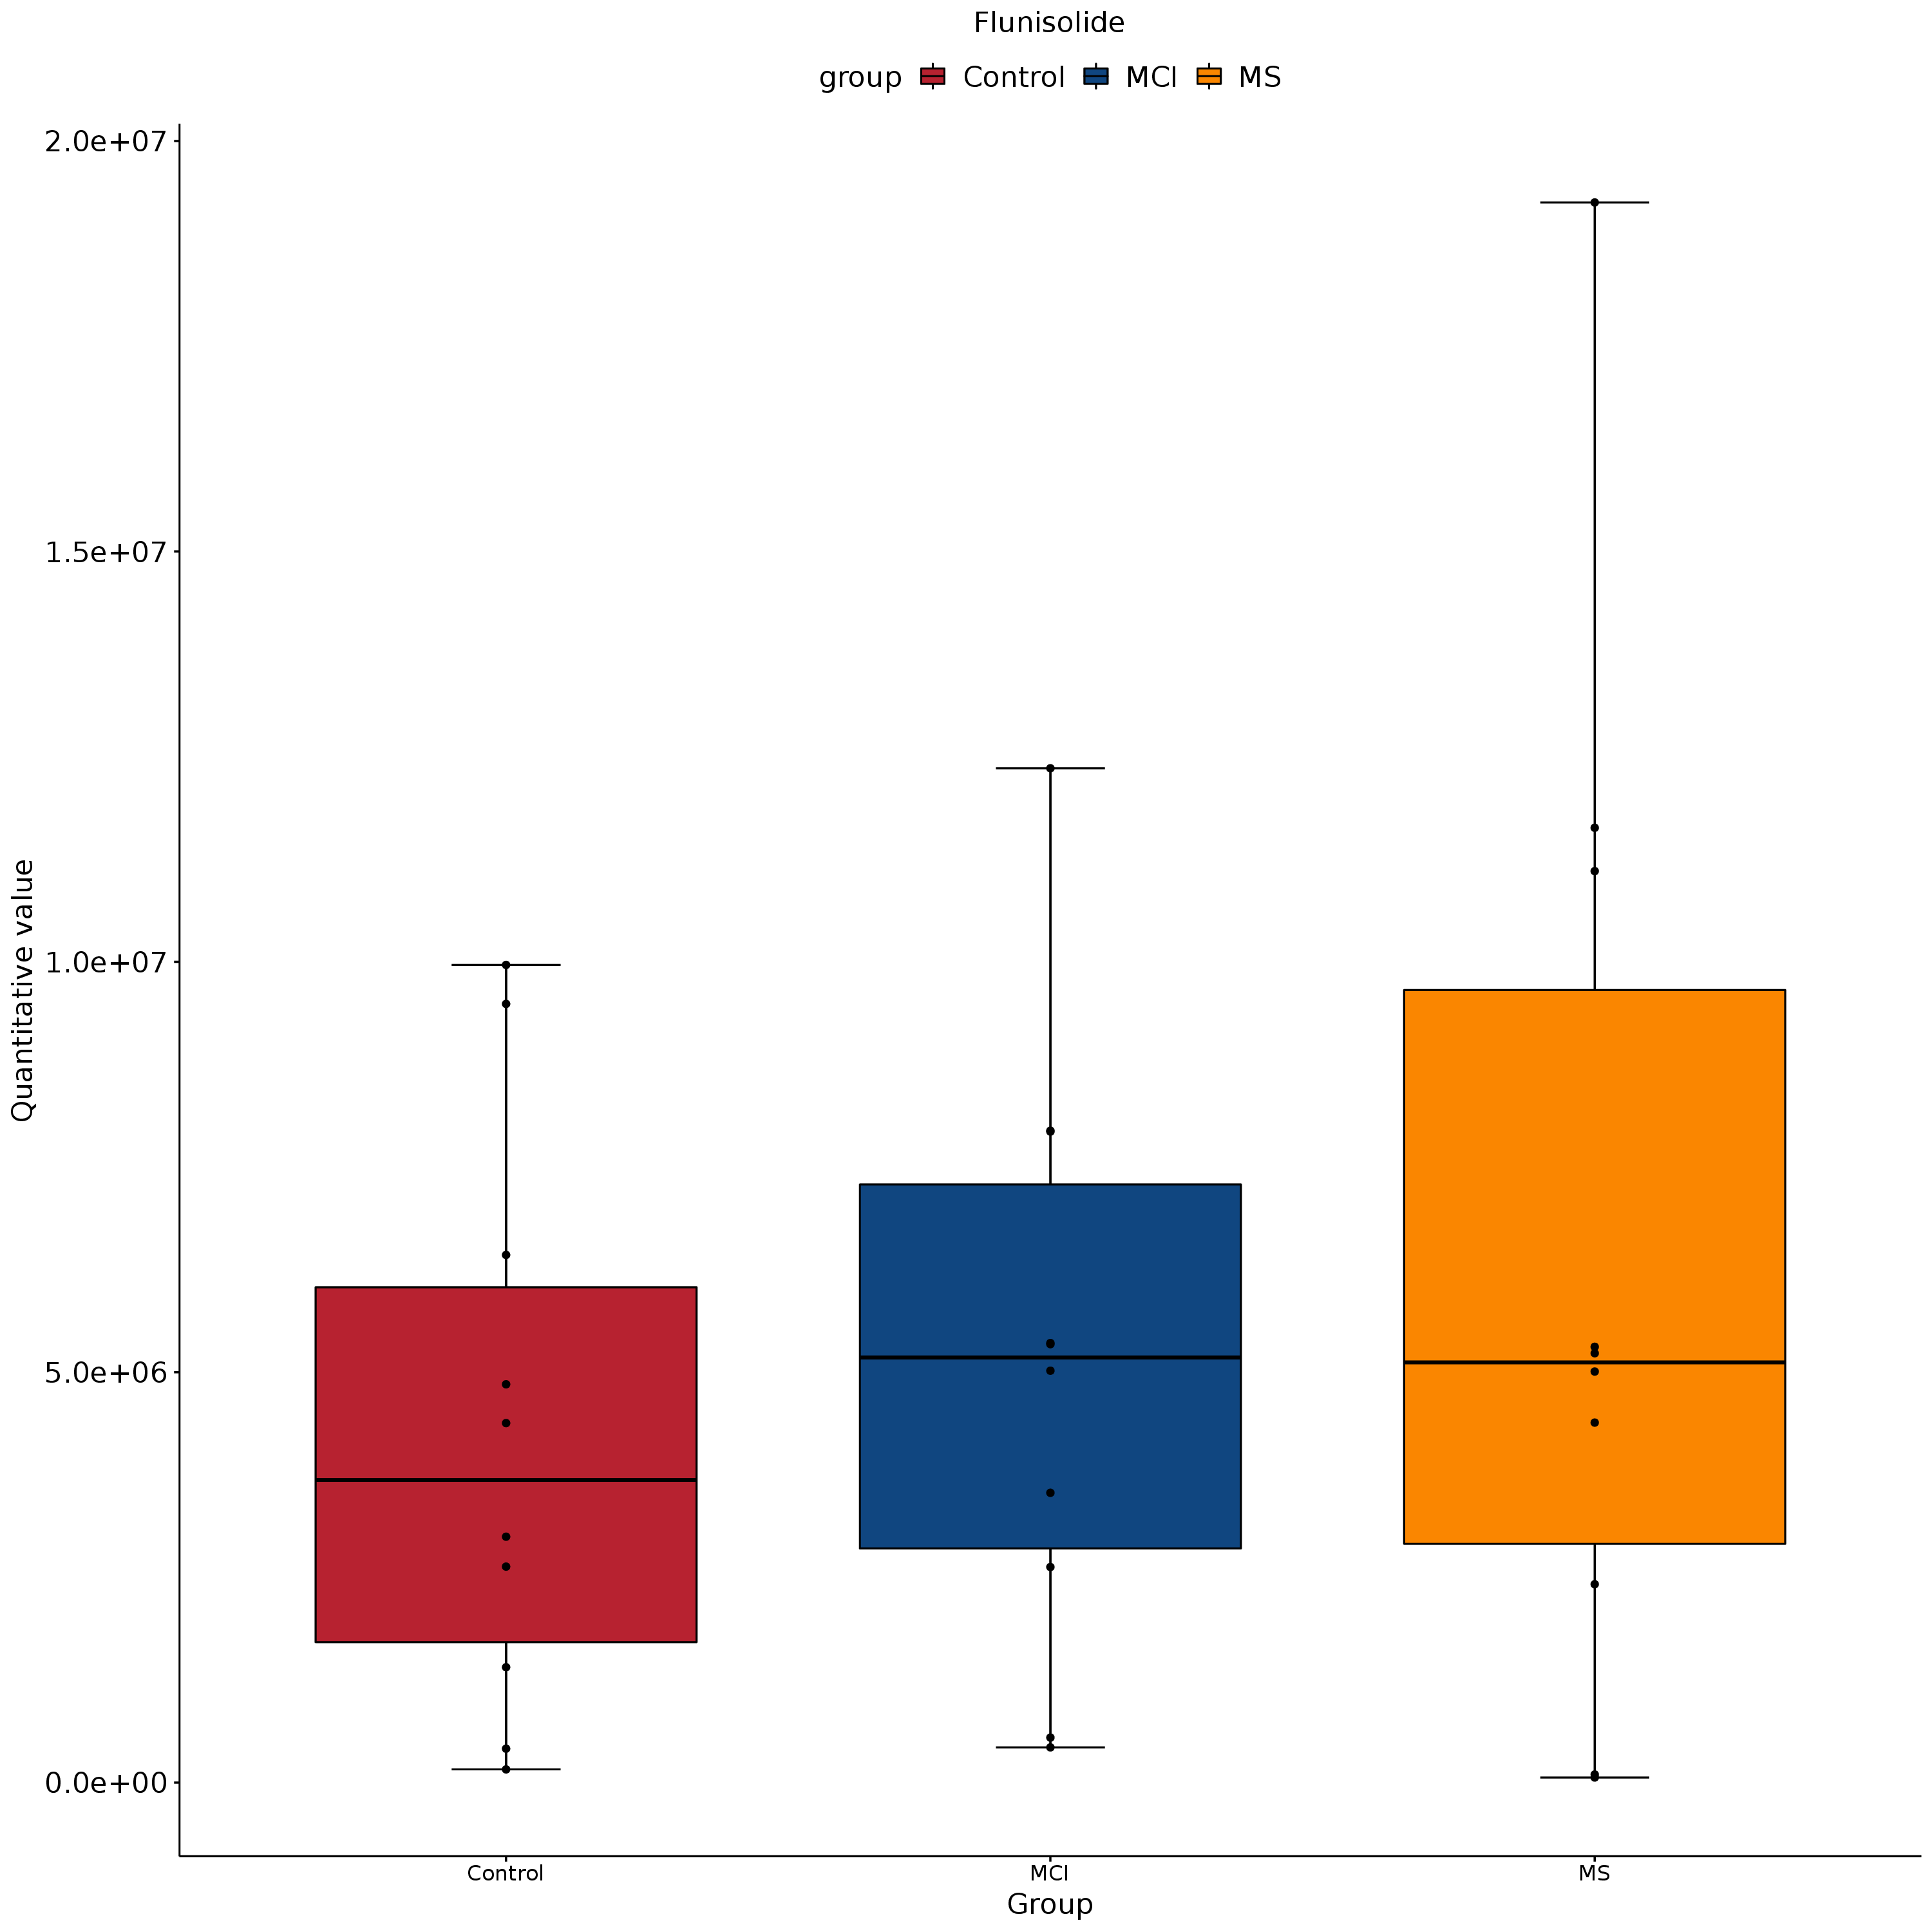 Flunisolide
group Control MCI MS
2.0e+07
1.5e+07
1.0e+07
5.0e+06
0.0e+00
Quantitative value
Control MCI MS
Group